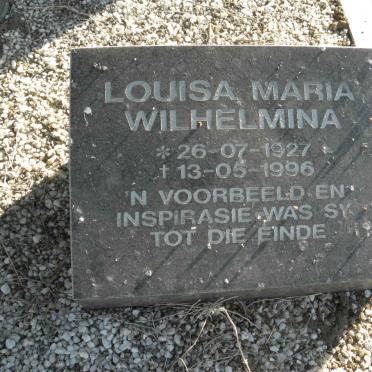 LOUISA MARIA
WILHELMINA
* 26-07-1927
† 13-05-1996
'N VOORBEELD EN
INSPIRASIE WAS SY
TOT DIE EINDE